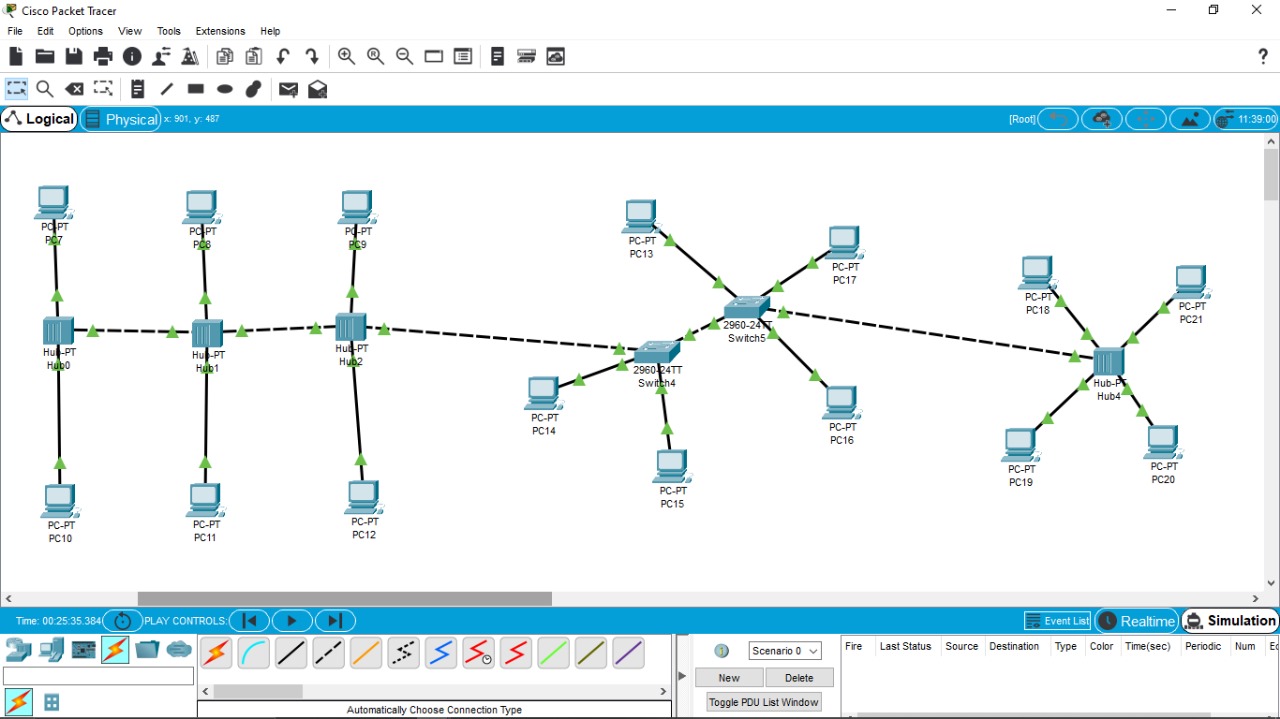 Cisco Packet Tracer
File Edit Options View Tools Extensions Help
?
Logical Physical x: 901, y: 487 [Root] 11:39:00
PC-PT
PC7
PC-PT
PC8
PC-PT
PC9
PC-PT
PC13
PC-PT
PC17
PC-PT
PC18
PC-PT
PC21
Hub-PT
Hub0
Hub-PT
Hub1
Hub-PT
Hub2
2960-24TT
Switch5
2960-24TT
Switch4
Hub-PT
Hub4
PC-PT
PC14
PC-PT
PC16
PC-PT
PC15
PC-PT
PC19
PC-PT
PC20
PC-PT
PC10
PC-PT
PC11
PC-PT
PC12
Time: 00:25:35.384 PLAY CONTROLS: Event List Realtime Simulation
Scenario 0
New Delete
Toggle PDU List Window
Fire Last Status Source Destination Type Color Time(sec) Periodic Num
Automatically Choose Connection Type